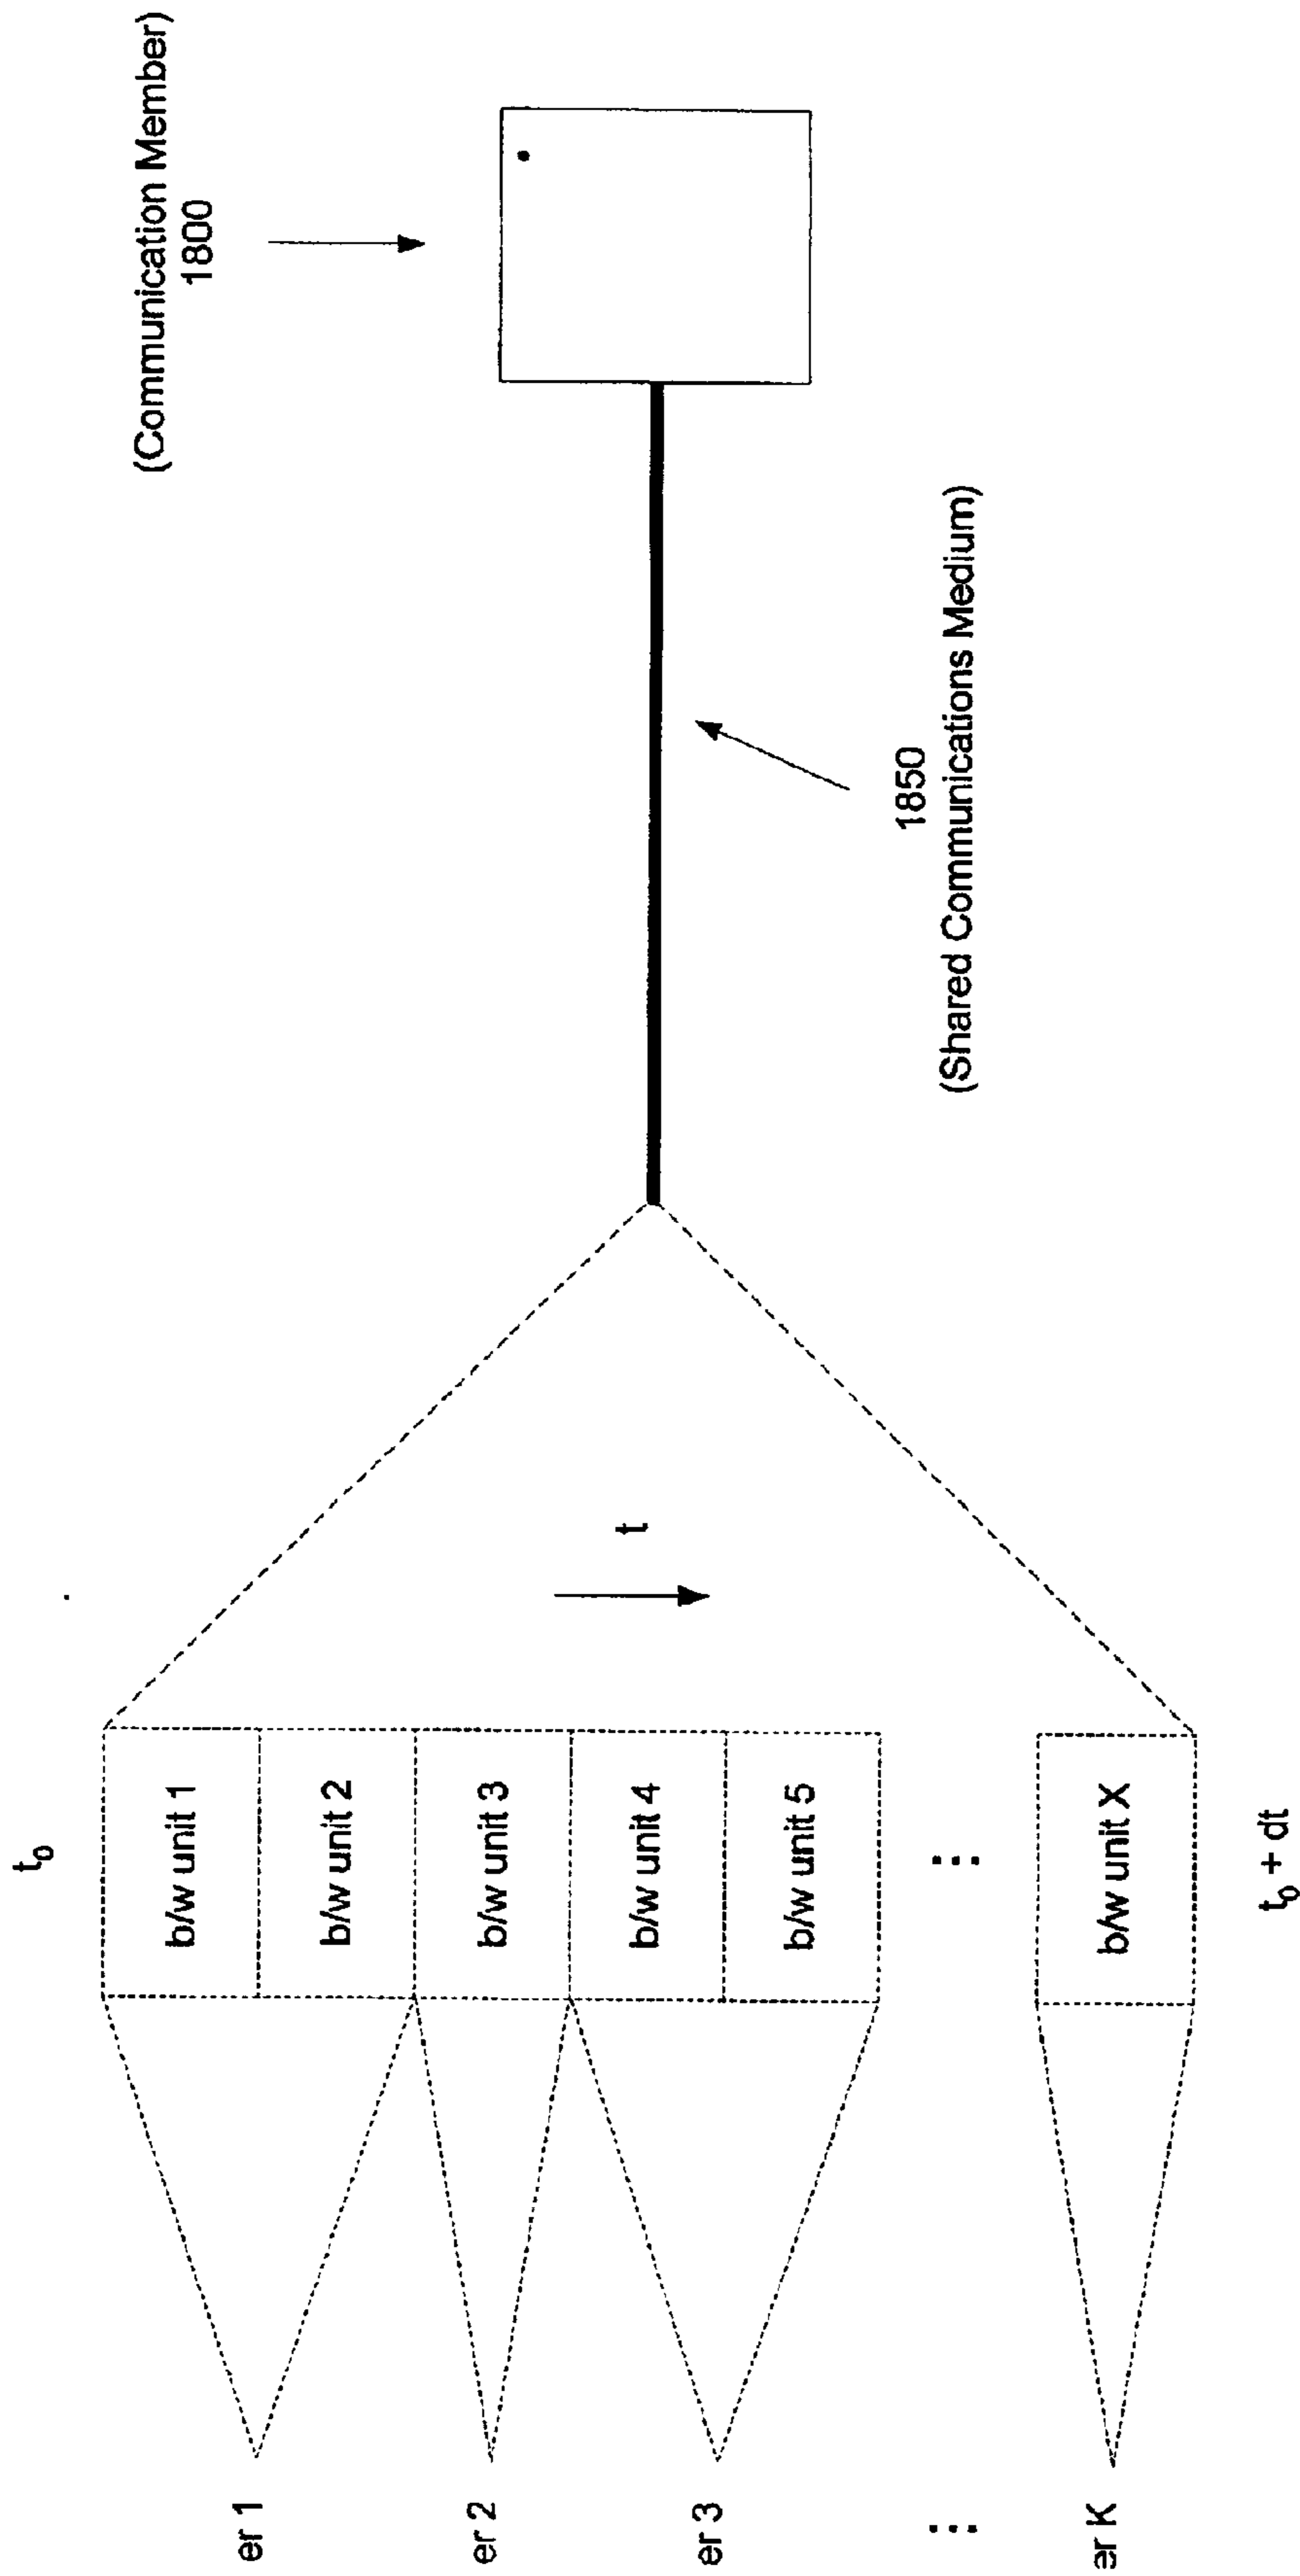 (Communication Member)
1800
1850
(Shared Communications Medium)
t
t0
b/w unit 1
b/w unit 2
b/w unit 3
b/w unit 4
b/w unit 5
⋮
b/w unit X
t0 + dt
er 1
er 2
er 3
⋮
er K